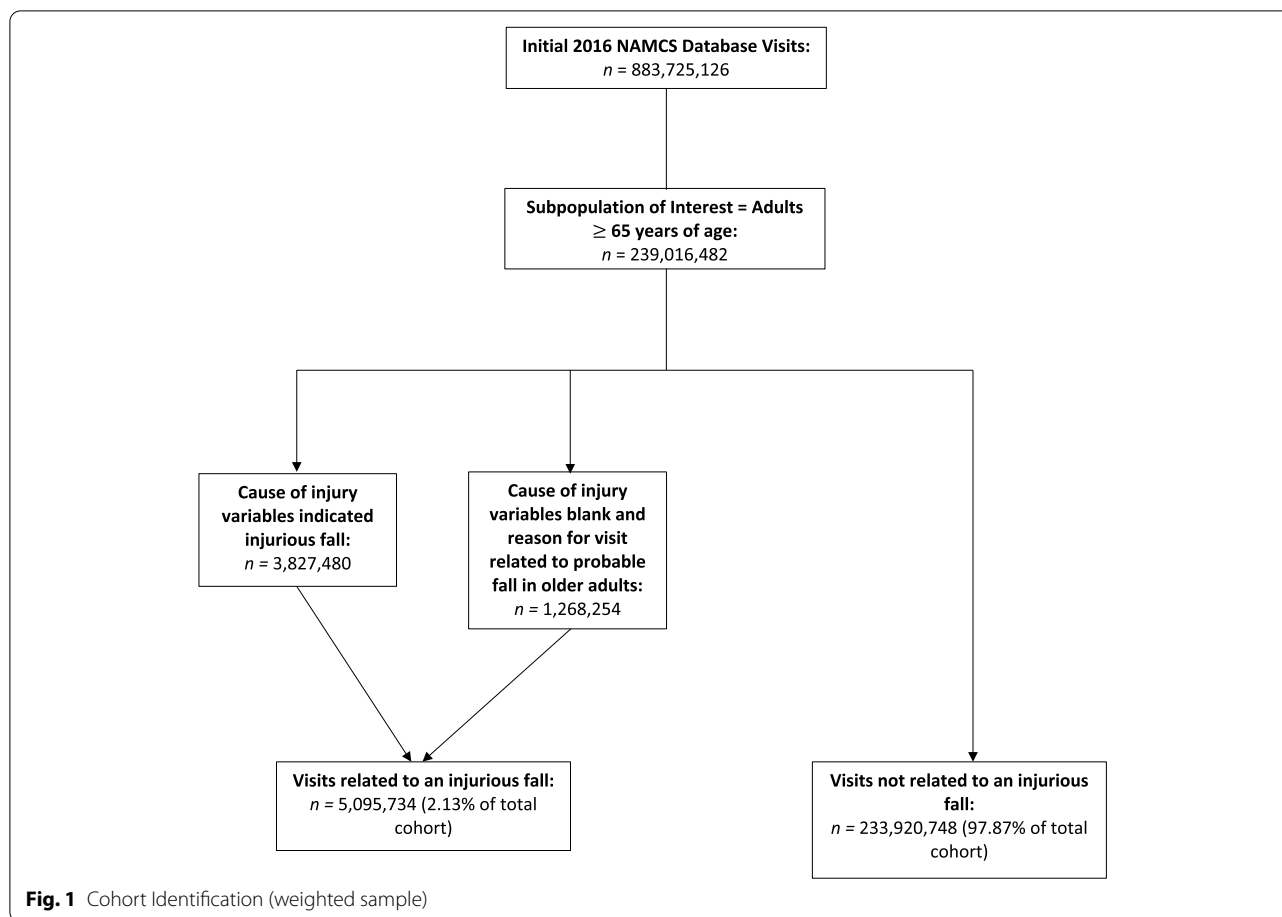 Initial 2016 NAMCS Database Visits:
n = 883,725,126
Subpopulation of Interest = Adults
≥ 65 years of age:
n = 239,016,482
Cause of injury
variables indicated
injurious fall:
n = 3,827,480
Cause of injury
variables blank and
reason for visit
related to probable
fall in older adults:
n = 1,268,254
Visits related to an injurious fall:
n = 5,095,734 (2.13% of total
cohort)
Visits not related to an injurious
fall:
n = 233,920,748 (97.87% of total
cohort)
Fig. 1 Cohort Identification (weighted sample)